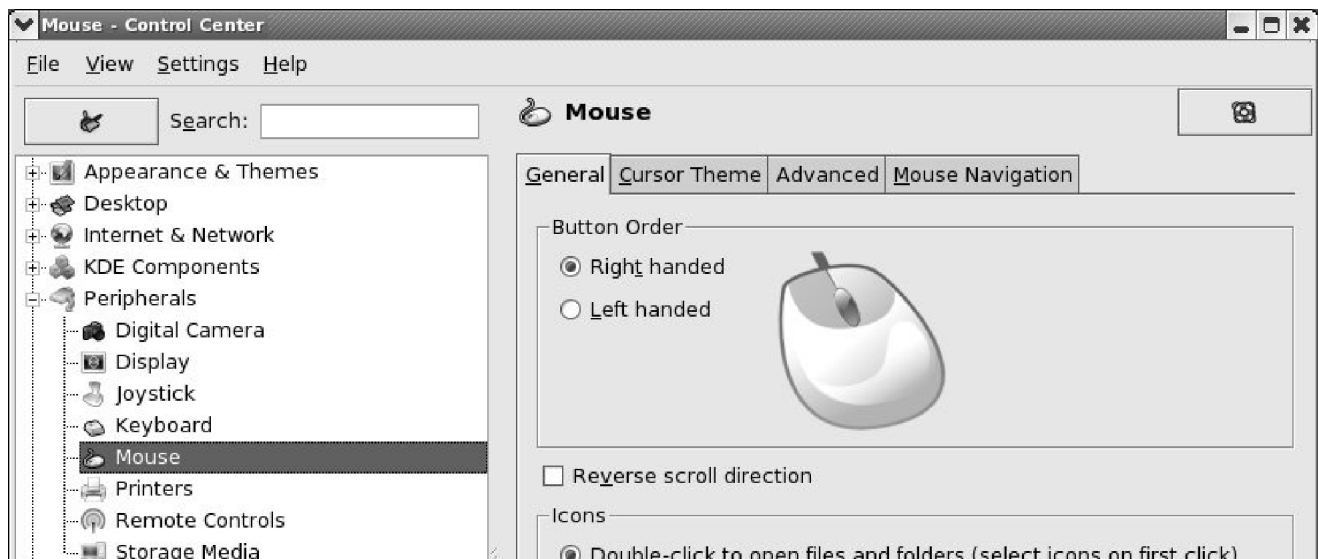 Mouse - Control Center
File View Settings Help
Search:
Appearance & Themes
Desktop
Internet & Network
KDE Components
Peripherals
Digital Camera
Display
Joystick
Keyboard
Mouse
Printers
Remote Controls
Storage Media
Mouse
General Cursor Theme Advanced Mouse Navigation
Button Order
Right handed
Left handed
Reverse scroll direction
Icons
Double-click to open files and folders (select icons on first click)